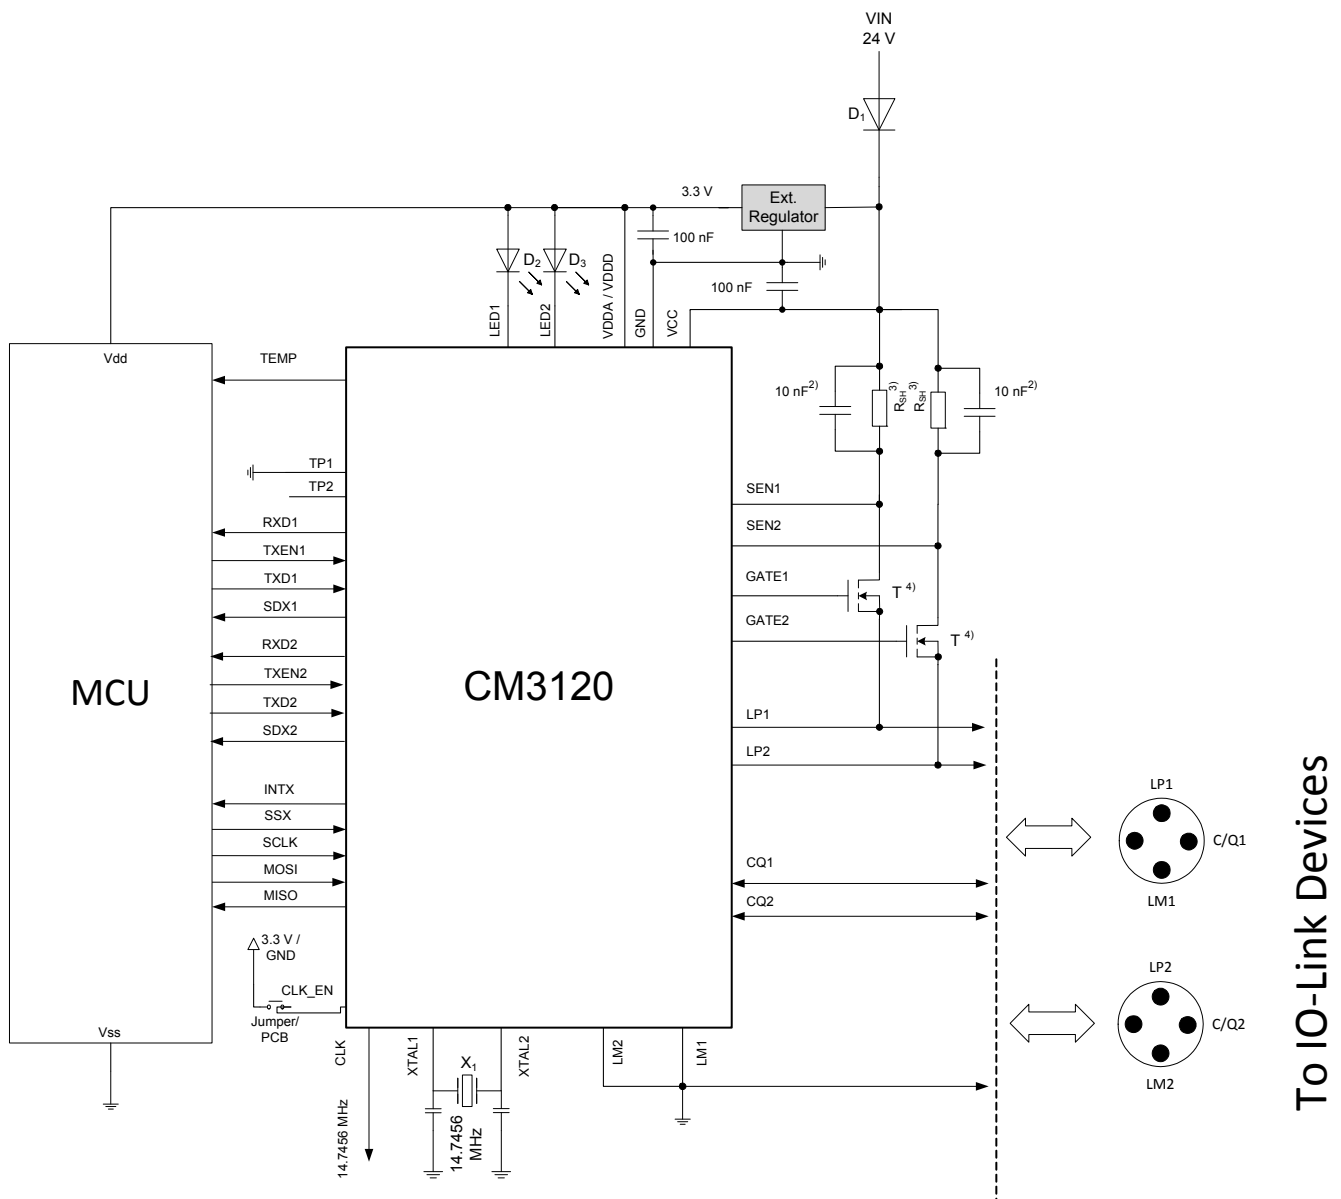 VIN
24 V
D1
3.3 V
Ext.
Regulator
100 nF
D2
D3
100 nF
LED1
LED2
VDDA / VDDD
GND
VCC
Vdd
TEMP
10 nF2)
RSH3)
RSH3)
10 nF2)
TP1
TP2
SEN1
RXD1
SEN2
TXEN1
TXD1
GATE1
T 4)
SDX1
GATE2
T 4)
RXD2
TXEN2
MCU
CM3120
TXD2
LP1
SDX2
LP2
INTX
SSX
SCLK
MOSI
MISO
CQ1
CQ2
LP1
C/Q1
LM1
To IO-Link Devices
3.3 V /
GND
CLK_EN
Jumper/
PCB
LP2
C/Q2
LM2
Vss
CLK
XTAL1
X1
XTAL2
LM2
LM1
14.7456 MHz
14.7456
MHz